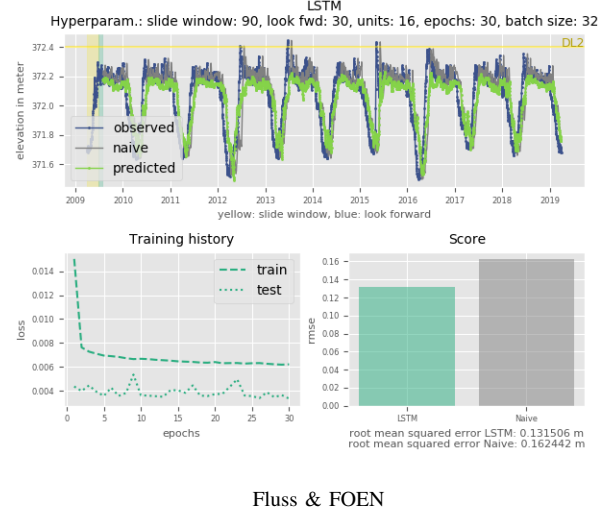 LSTM
Hyperparam.: slide window: 90, look fwd: 30, units: 16, epochs: 30, batch size: 32
DL2
372.4
372.2
372.0
371.8
371.6
elevation in meter
observed
naive
predicted
2009 2010 2011 2012 2013 2014 2015 2016 2017 2018 2019
yellow: slide window, blue: look forward
Training history
train
test
0.014
0.012
0.010
0.008
0.006
0.004
loss
0 5 10 15 20 25 30
epochs
Score
0.16
0.14
0.12
0.10
0.08
0.06
0.04
0.02
0.00
rmse
LSTM Naive
root mean squared error LSTM: 0.131506 m
root mean squared error Naive: 0.162442 m
Fluss & FOEN